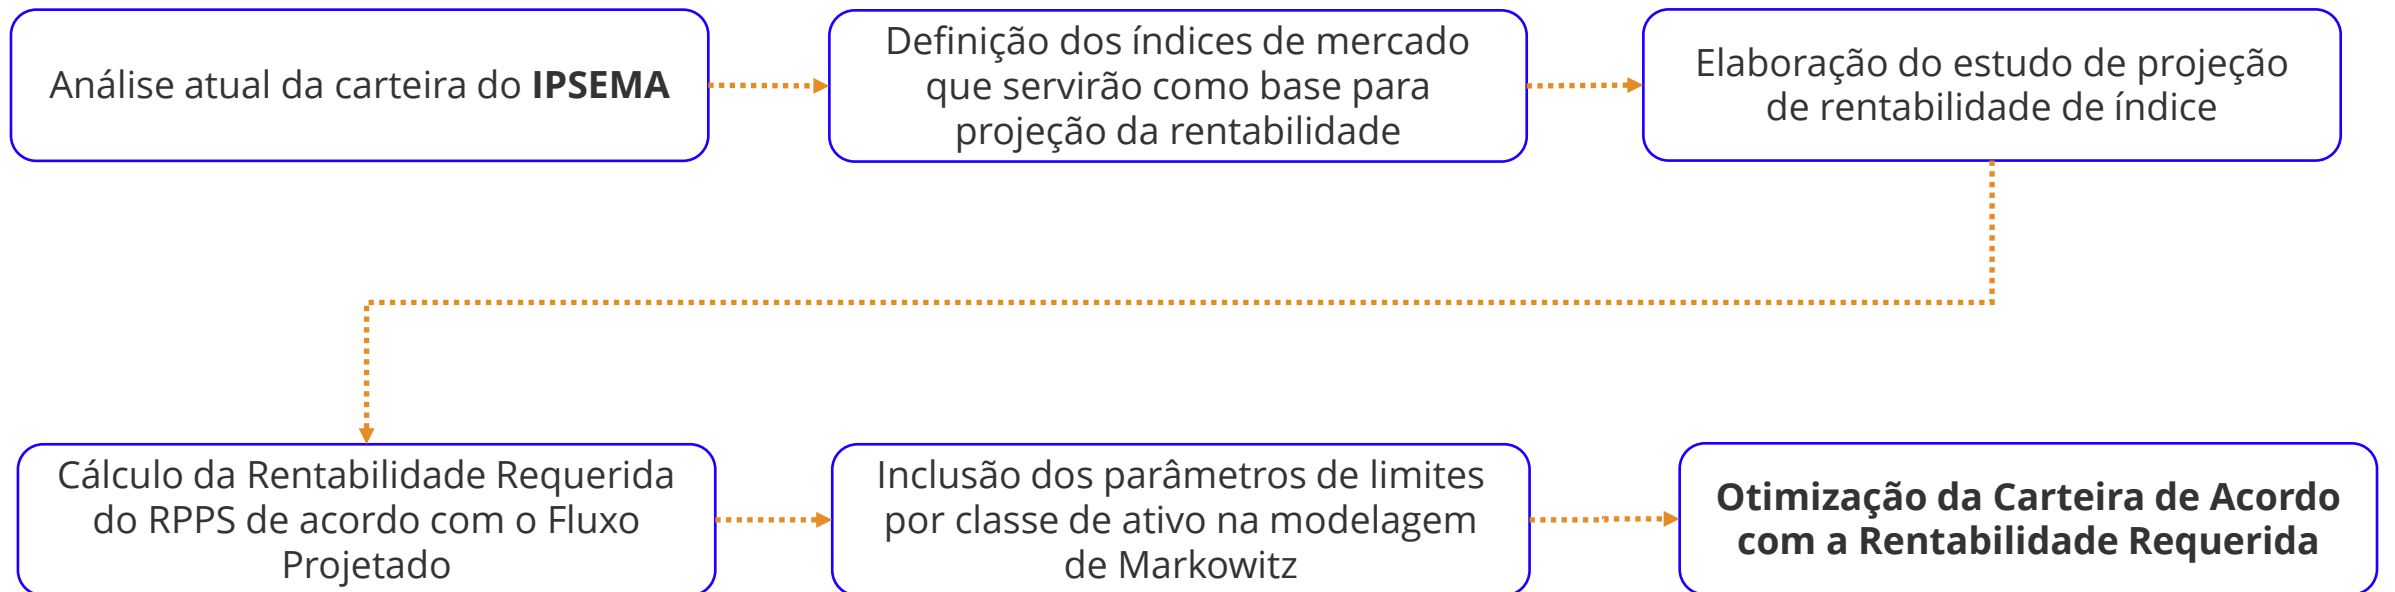 Análise atual da carteira do IPSEMA
Definição dos índices de mercado
que servirão como base para
projeção da rentabilidade
Elaboração do estudo de projeção
de rentabilidade de índice
Cálculo da Rentabilidade Requerida
do RPPS de acordo com o Fluxo
Projetado
Inclusão dos parâmetros de limites
por classe de ativo na modelagem
de Markowitz
Otimização da Carteira de Acordo
com a Rentabilidade Requerida